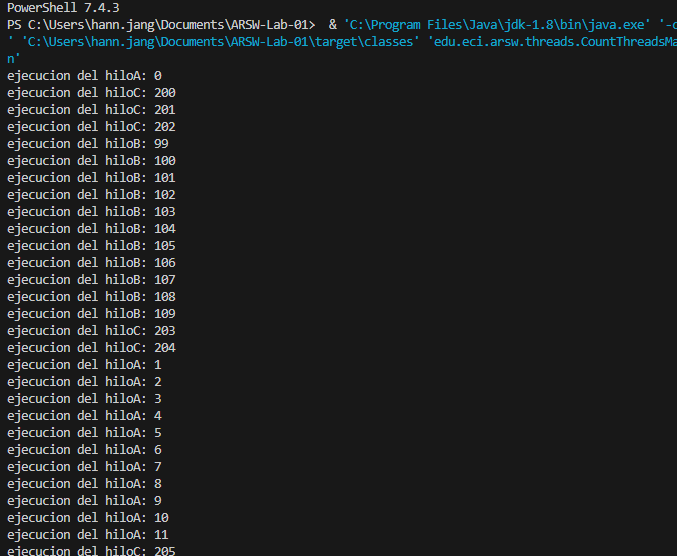 PowerShell 7.4.3
PS C:\Users\hann.jang\Documents\ARSW-Lab-01>  & 'C:\Program Files\Java\jdk-1.8\bin\java.exe' '-c
' 'C:\Users\hann.jang\Documents\ARSW-Lab-01\target\classes' 'edu.eci.arsw.threads.CountThreadsMa
n'
ejecucion del hiloA: 0
ejecucion del hiloC: 200
ejecucion del hiloC: 201
ejecucion del hiloC: 202
ejecucion del hiloB: 99
ejecucion del hiloB: 100
ejecucion del hiloB: 101
ejecucion del hiloB: 102
ejecucion del hiloB: 103
ejecucion del hiloB: 104
ejecucion del hiloB: 105
ejecucion del hiloB: 106
ejecucion del hiloB: 107
ejecucion del hiloB: 108
ejecucion del hiloB: 109
ejecucion del hiloC: 203
ejecucion del hiloC: 204
ejecucion del hiloA: 1
ejecucion del hiloA: 2
ejecucion del hiloA: 3
ejecucion del hiloA: 4
ejecucion del hiloA: 5
ejecucion del hiloA: 6
ejecucion del hiloA: 7
ejecucion del hiloA: 8
ejecucion del hiloA: 9
ejecucion del hiloA: 10
ejecucion del hiloA: 11
ejecucion del hiloC: 205